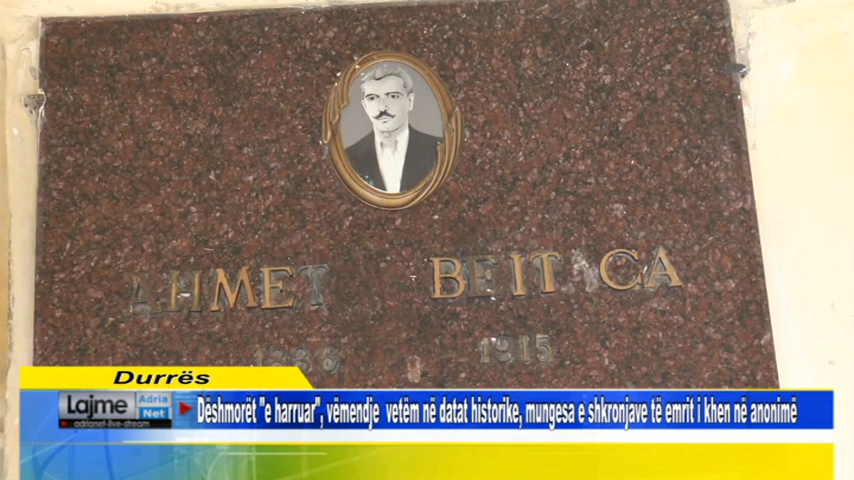 AHMET BEITACA
1886 1915
Durrës
Lajme Adria Net
adrianet-live-stream
Dëshmorët "e harruar", vëmendje vetëm në datat historike, mungesa e shkronjave të emrit i khen në anonimë